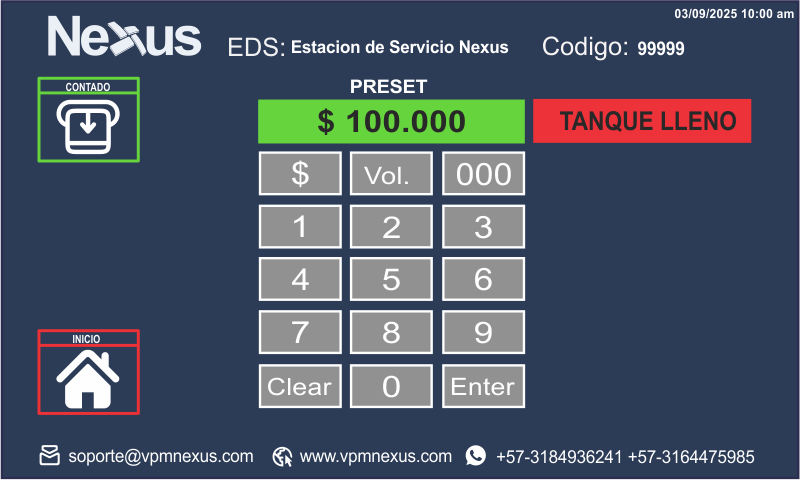 03/09/2025 10:00 am
Nexus EDS: Estacion de Servicio Nexus Codigo: 99999
CONTADO
PRESET
$ 100.000 TANQUE LLENO
$ Vol. 000
1 2 3
4 5 6
7 8 9
INICIO
Clear 0 Enter
soporte@vpmnexus.com www.vpmnexus.com +57-3184936241 +57-3164475985